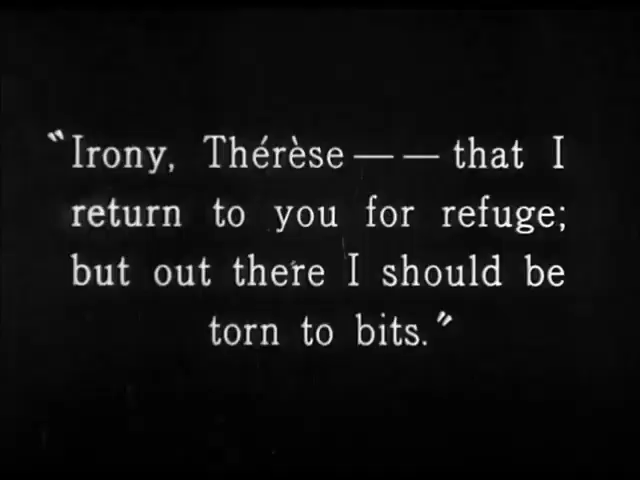 “Irony, Thérèse — — that I
return to you for refuge;
but out there I should be
torn to bits.”